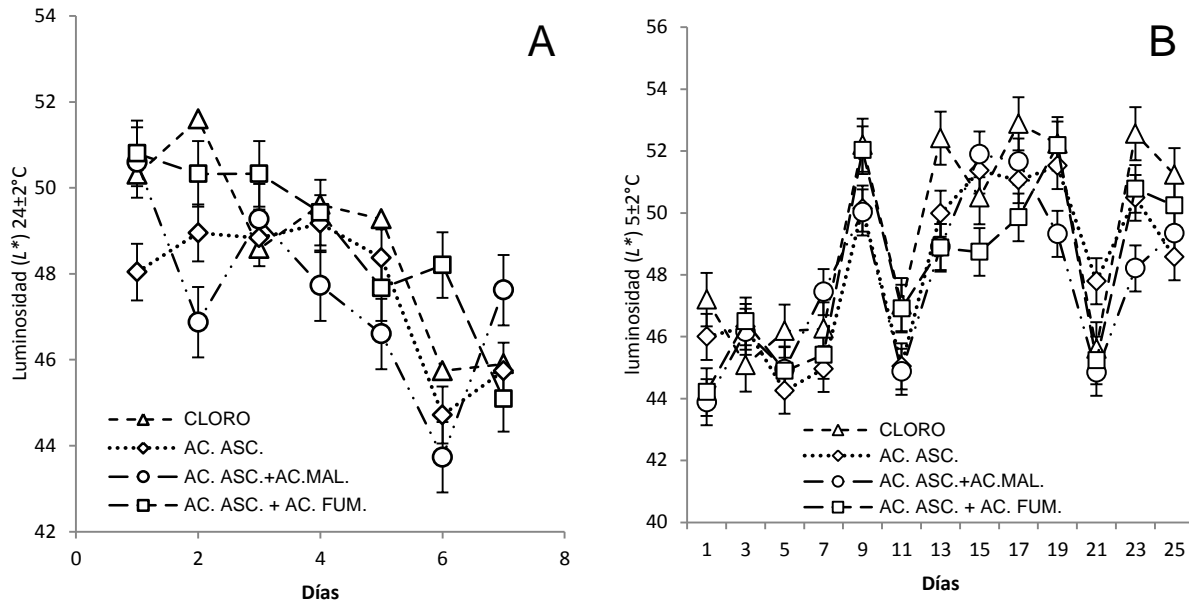 A
Luminosidad (L*) 24±2°C
54
52
50
48
46
44
42
0
2
4
6
8
Días
CLORO
AC. ASC.
AC. ASC.+AC.MAL.
AC. ASC. + AC. FUM.
B
luminosidad (L*) 5±2°C
56
54
52
50
48
46
44
42
40
1
3
5
7
9
11
13
15
17
19
21
23
25
Días
CLORO
AC. ASC.
AC. ASC.+AC.MAL.
AC. ASC. + AC. FUM.